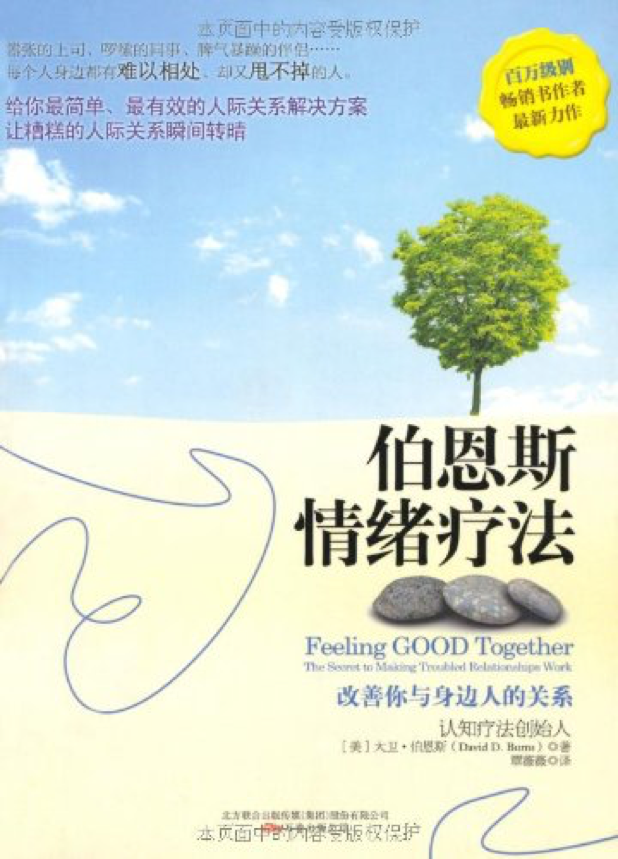 本页面中的内容受版权保护
嚣张的上司、啰嗦的同事、脾气暴躁的伴侣……
每个人身边都有难以相处、却又甩不掉的人。
给你最简单、最有效的人际关系解决方案
让糟糕的人际关系瞬间转晴
百万级别
畅销书作者
最新力作
伯恩斯
情绪疗法
Feeling GOOD Together
The Secret to Making Troubled Relationships Work
改善你与身边人的关系
认知疗法创始人
[美]大卫·伯恩斯(David D. Burns)◎著
覃薇薇◎译
北方联合出版传媒(集团)股份有限公司
本页面中的内容受版权保护